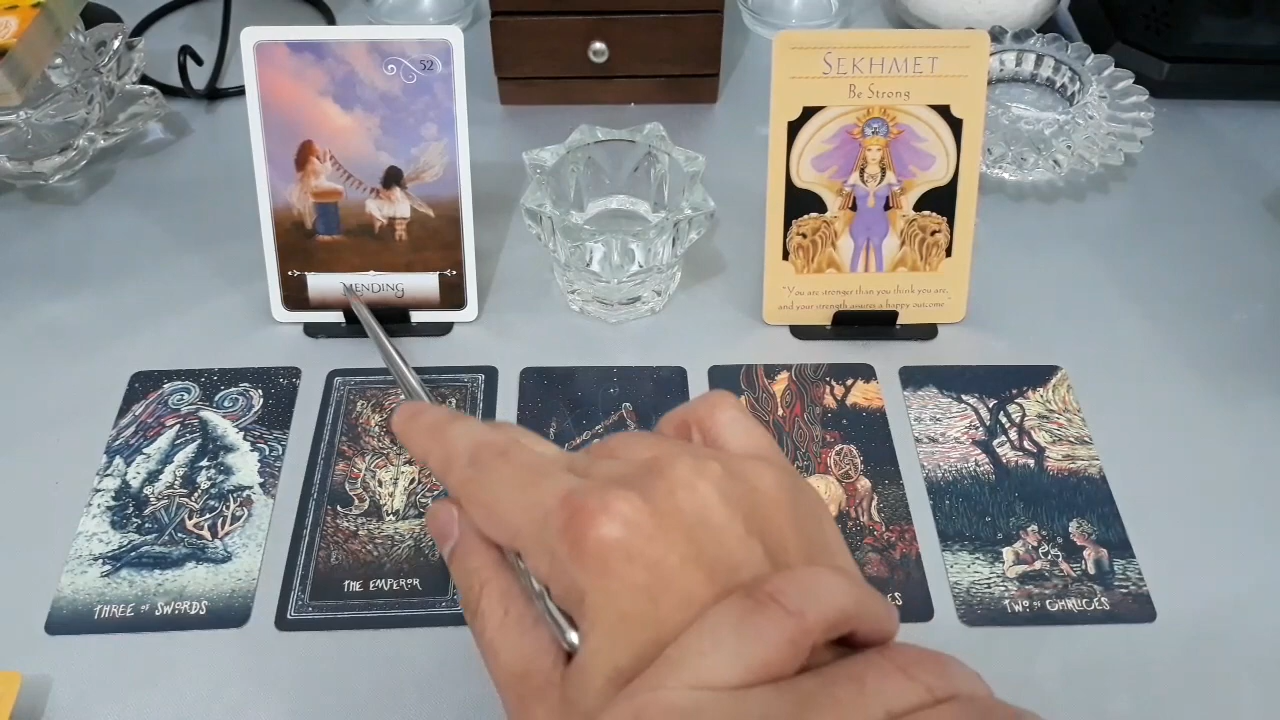 52
MENDING
SEKHMET
Be Strong
"You are stronger than you think you are,
and your strength assures a happy outcome."
THREE OF SWORDS
THE EMPEROR
TWO OF CHALICES